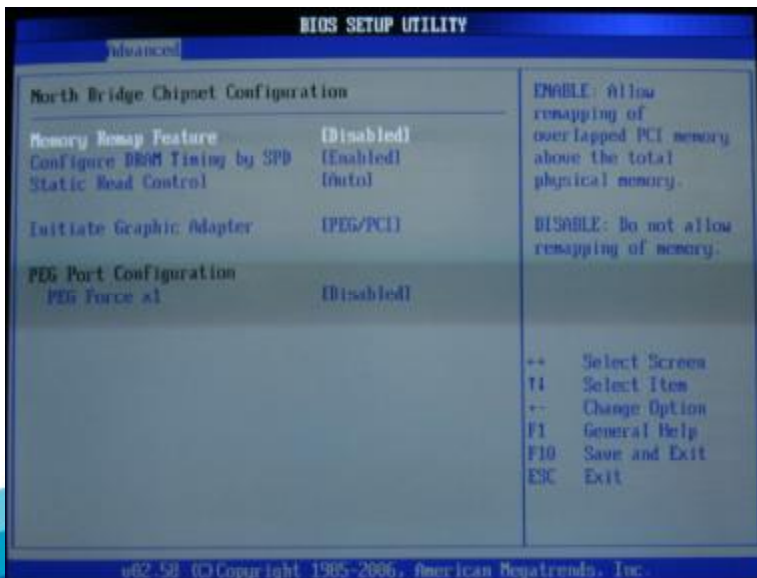 BIOS SETUP UTILITY
Advanced
North Bridge Chipset Configuration
Memory Remap Feature [Disabled]
Configure DRAM Timing by SPD [Enabled]
Static Read Control [Auto]
Initiate Graphic Adapter [PEG/PCI]
PEG Port Configuration
PEG Force x1 [Disabled]
ENABLE: Allow
remapping of
overlapped PCI memory
above the total
physical memory.
DISABLE: Do not allow
remapping of memory.
↔ Select Screen
↑↓ Select Item
+- Change Option
F1 General Help
F10 Save and Exit
ESC Exit
v02.58 (C)Copyright 1985-2006, American Megatrends, Inc.